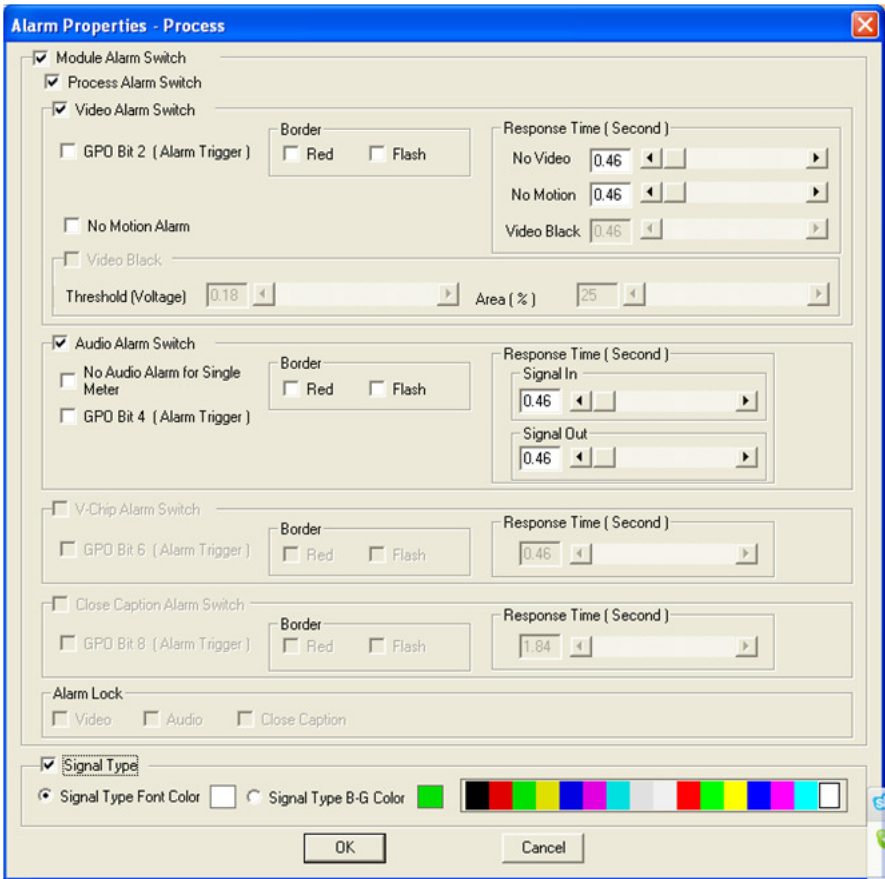 Alarm Properties - Process
Module Alarm Switch
Process Alarm Switch
Video Alarm Switch
GPO Bit 2 ( Alarm Trigger )
Border
Red Flash
Response Time ( Second )
No Video 0.46
No Motion 0.46
Video Black 0.46
No Motion Alarm
Video Black
Threshold (Voltage) 0.18 Area ( % ) 25
Audio Alarm Switch
No Audio Alarm for Single
Meter
GPO Bit 4 ( Alarm Trigger )
Border
Red Flash
Response Time ( Second )
Signal In
0.46
Signal Out
0.46
V-Chip Alarm Switch
GPO Bit 6 ( Alarm Trigger )
Border
Red Flash
Response Time ( Second )
0.46
Close Caption Alarm Switch
GPO Bit 8 ( Alarm Trigger )
Border
Red Flash
Response Time ( Second )
1.84
Alarm Lock
Video Audio Close Caption
Signal Type
Signal Type Font Color Signal Type B-G Color
OK Cancel